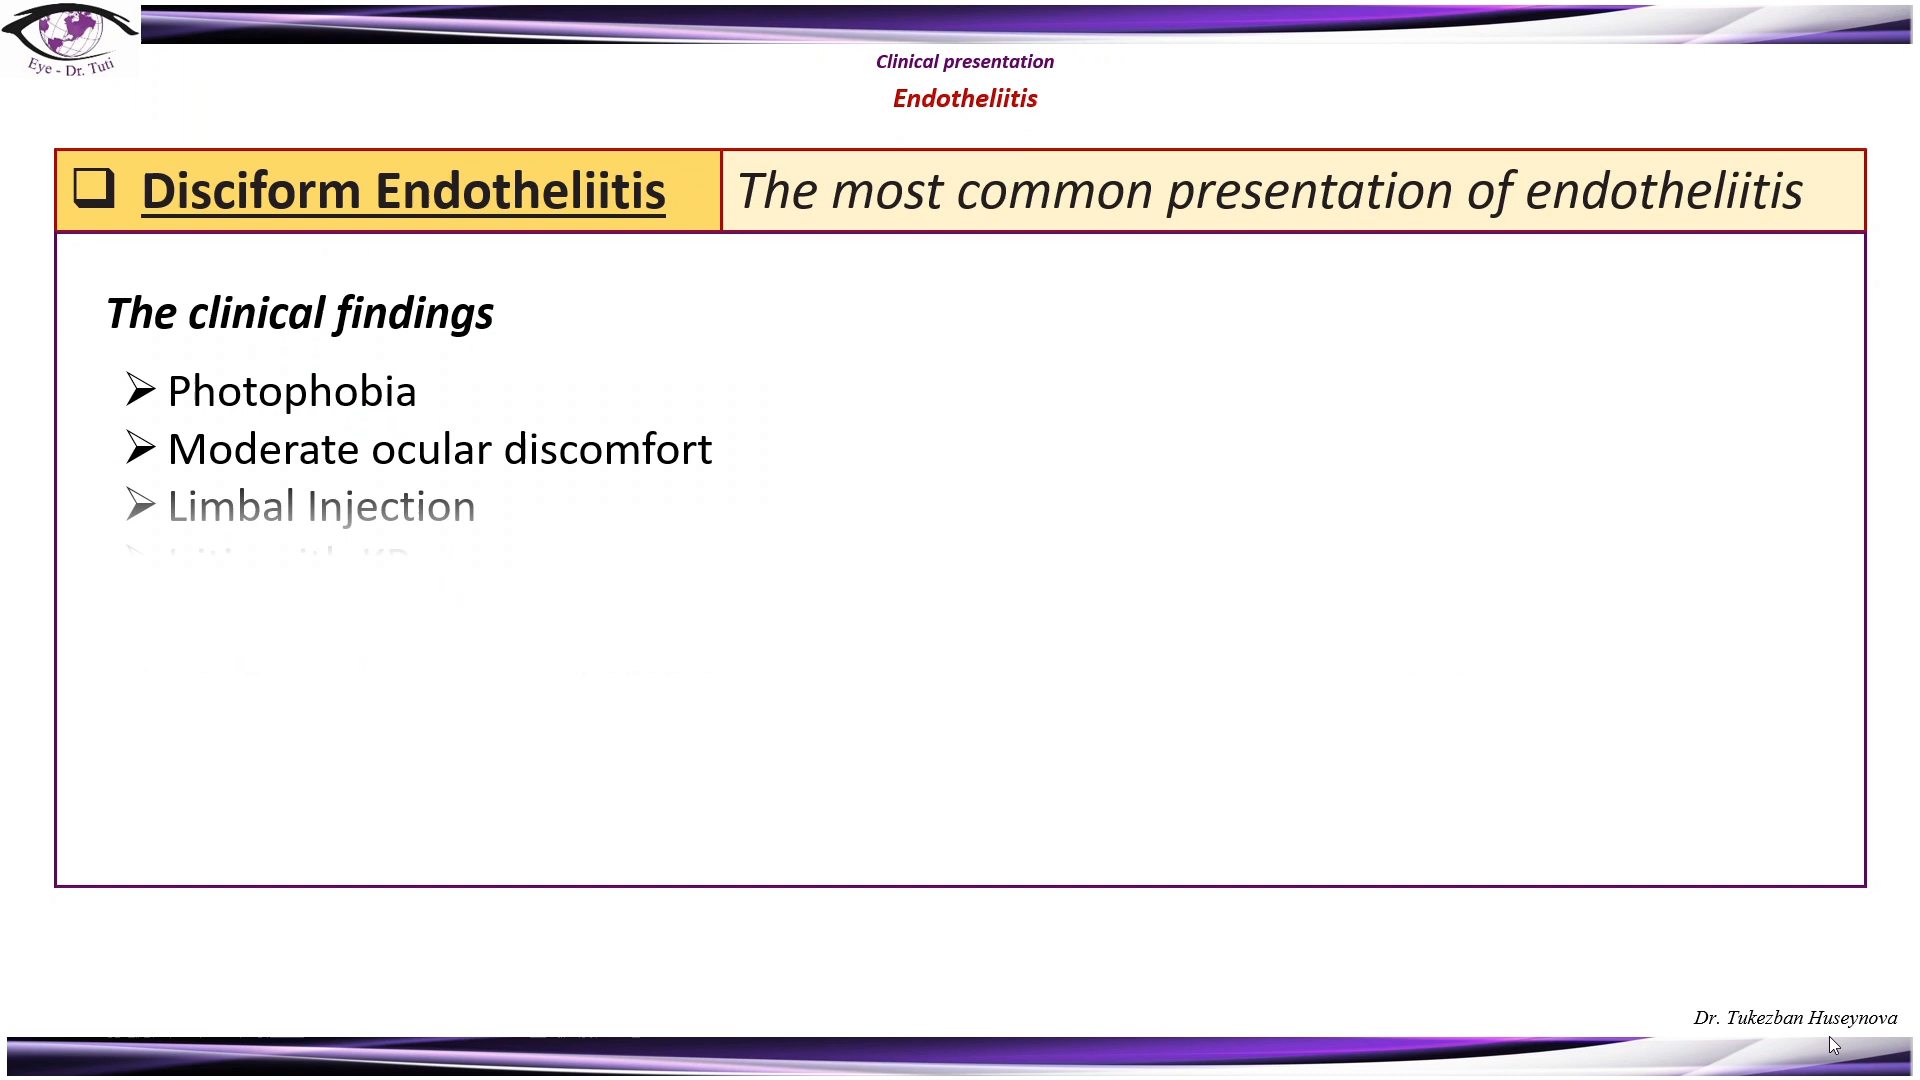 Eye - Dr. Tuti
Clinical presentation
Endotheliitis
Disciform Endotheliitis
The most common presentation of endotheliitis
The clinical findings
Photophobia
Moderate ocular discomfort
Limbal Injection
Dr. Tukezban Huseynova